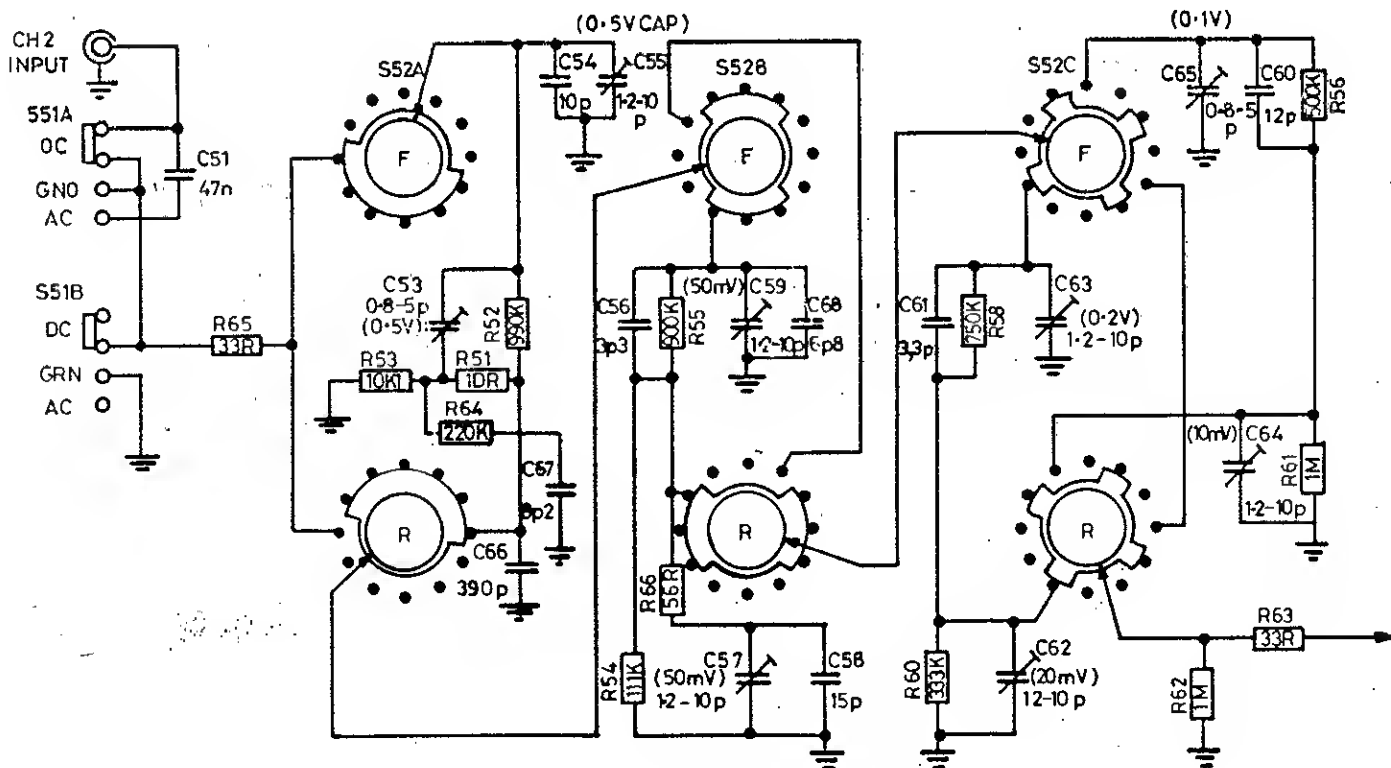 CH2
INPUT
S51A
DC
GND
AC
C51
47n
S51B
DC
GRN
AC
R65
33R
S52A
F
(0·5V CAP)
C54
10p
C55
1·2-10
p
C53
0·8-5p
(0·5V)
R52
990K
R53
10K1
R51
10R
R64
220K
C67
R
C66
390p
S52B
F
C56
3p3
R55
900K
(50mV)
C59
1·2-10p
C68
6p8
R
R66
56R
R54
111K
(50mV)
C57
1·2-10p
C58
15p
S52C
F
(0·1V)
C65
0·8-5
p
C60
12p
R56
500K
C61
3,3p
R58
750K
C63
(0·2V)
1·2-10p
R
(10mV)
C64
1·2-10p
R61
1M
R60
333K
C62
(20mV)
12-10p
R62
1M
R63
33R